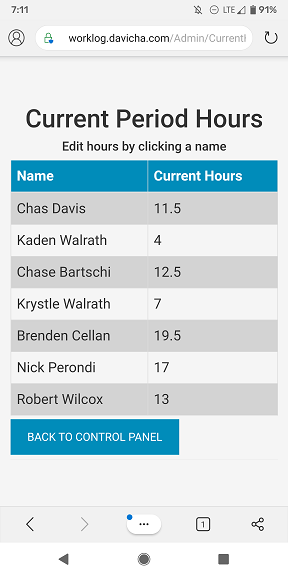 7:11 LTE 91%
worklog.davicha.com/Admin/Current
Current Period Hours
Edit hours by clicking a name
Name Current Hours
Chas Davis 11.5
Kaden Walrath 4
Chase Bartschi 12.5
Krystle Walrath 7
Brenden Cellan 19.5
Nick Perondi 17
Robert Wilcox 13
BACK TO CONTROL PANEL
1